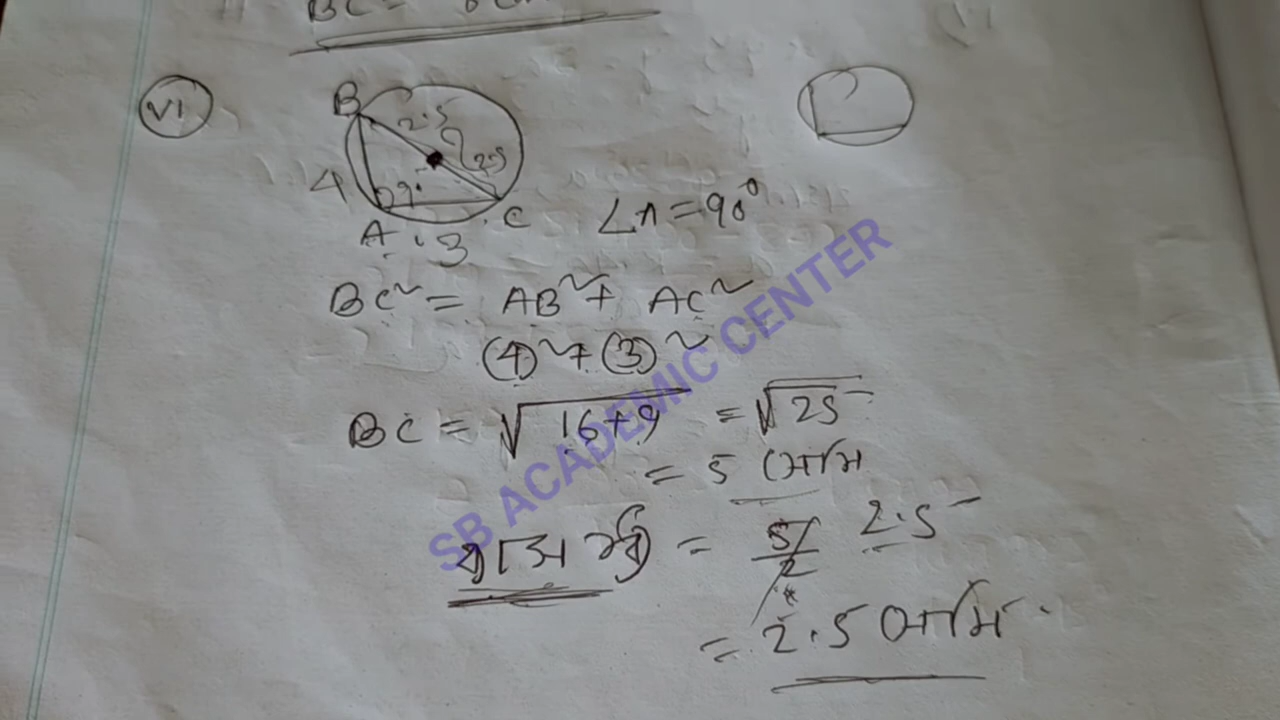 BC =
VI
B
2.5
2.5
4
90°
A
3
C
∠A = 90°
BC² = AB² + AC²
(4)² + (3)²
BC = √16+9 = √25
= 5 সেমি
ব্যাসার্ধ = 5/2 2.5
= 2.5 সেমি
SB ACADEMIC CENTER